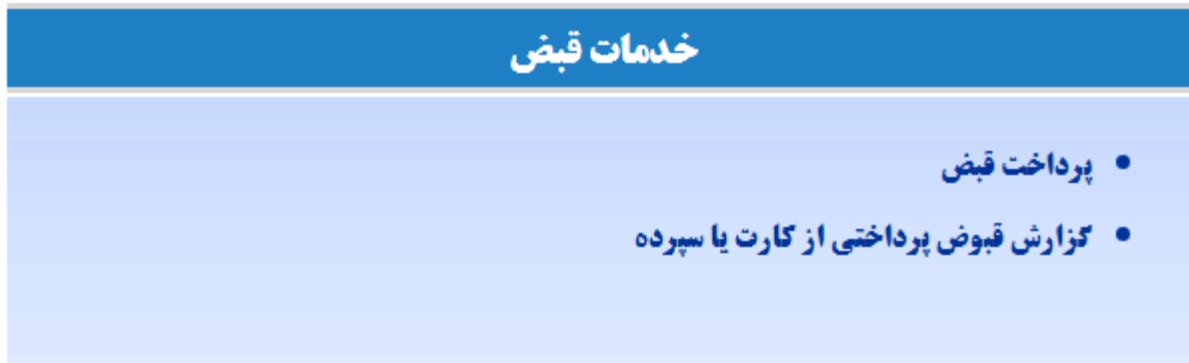 خدمات قبض
• پرداخت قبض
• گزارش قبوض پرداختی از کارت یا سپرده